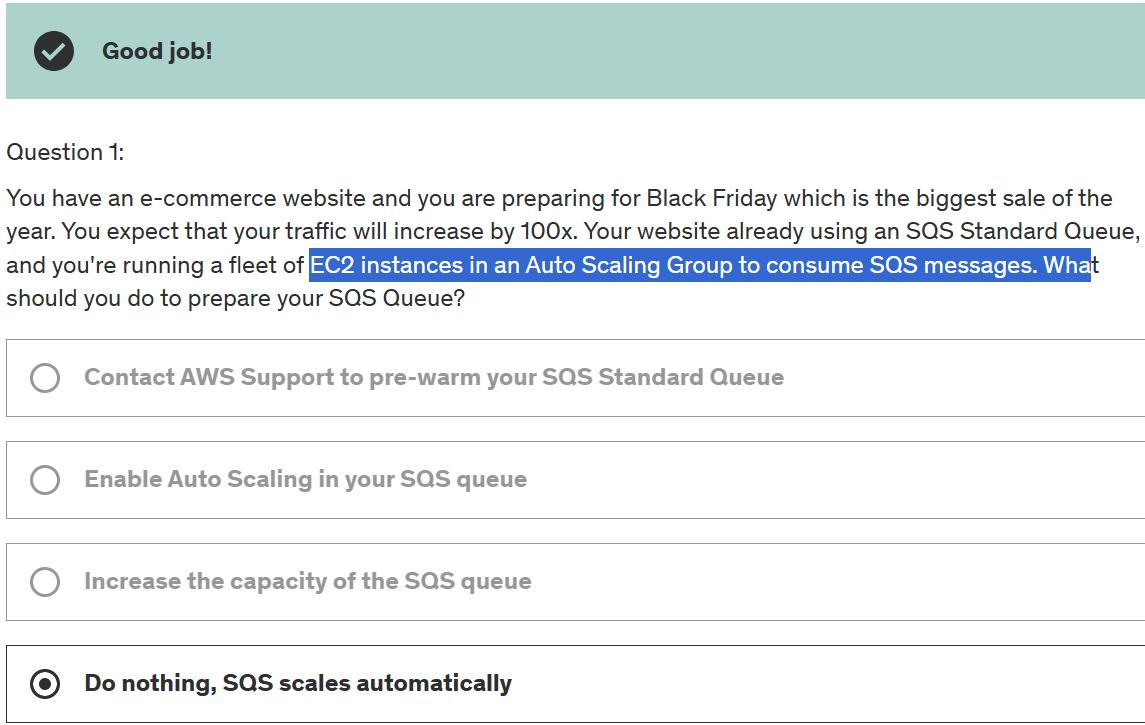 Good job!
Question 1:
You have an e-commerce website and you are preparing for Black Friday which is the biggest sale of the
year. You expect that your traffic will increase by 100x. Your website already using an SQS Standard Queue,
and you're running a fleet of EC2 instances in an Auto Scaling Group to consume SQS messages. What
should you do to prepare your SQS Queue?
Contact AWS Support to pre-warm your SQS Standard Queue
Enable Auto Scaling in your SQS queue
Increase the capacity of the SQS queue
Do nothing, SQS scales automatically